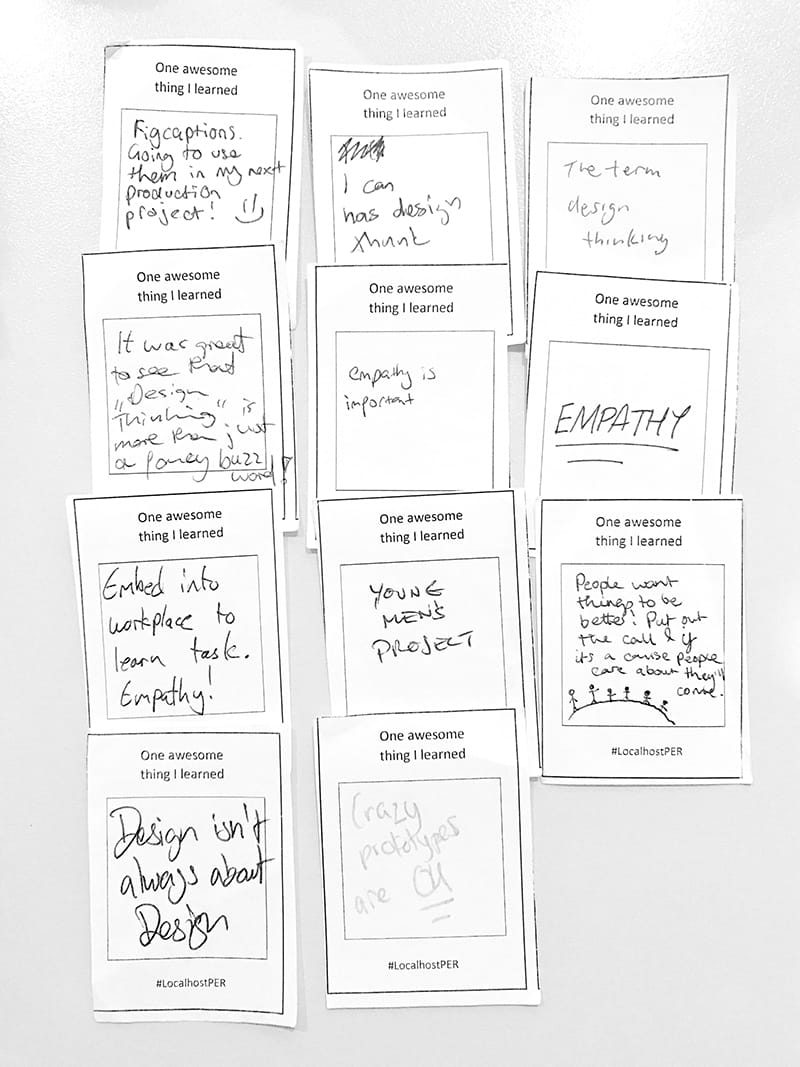 One awesome
thing I learned
Figcaptions.
Going to use
them in my next
production
project!
One awesome
thing I learned
I can
has design
thunk
One awesome
thing I learned
The term
design
thinking
One awesome
thing I learned
It was great
to see that
"Design
Thinking" is
more than just
a fancy buzz
word!
One awesome
thing I learned
empathy is
important
One awesome
thing I learned
EMPATHY
One awesome
thing I learned
Embed into
workplace to
learn task.
Empathy!
One awesome
thing I learned
YOUNG
MEN'S
PROJECT
One awesome
thing I learned
People want
things to be
better! Put out
the call & if
it's a cause people
care about they'll
come.
#LocalhostPER
One awesome
thing I learned
Design isn't
always about
Design
#LocalhostPER
One awesome
thing I learned
Crazy
prototypes
are OK
#LocalhostPER